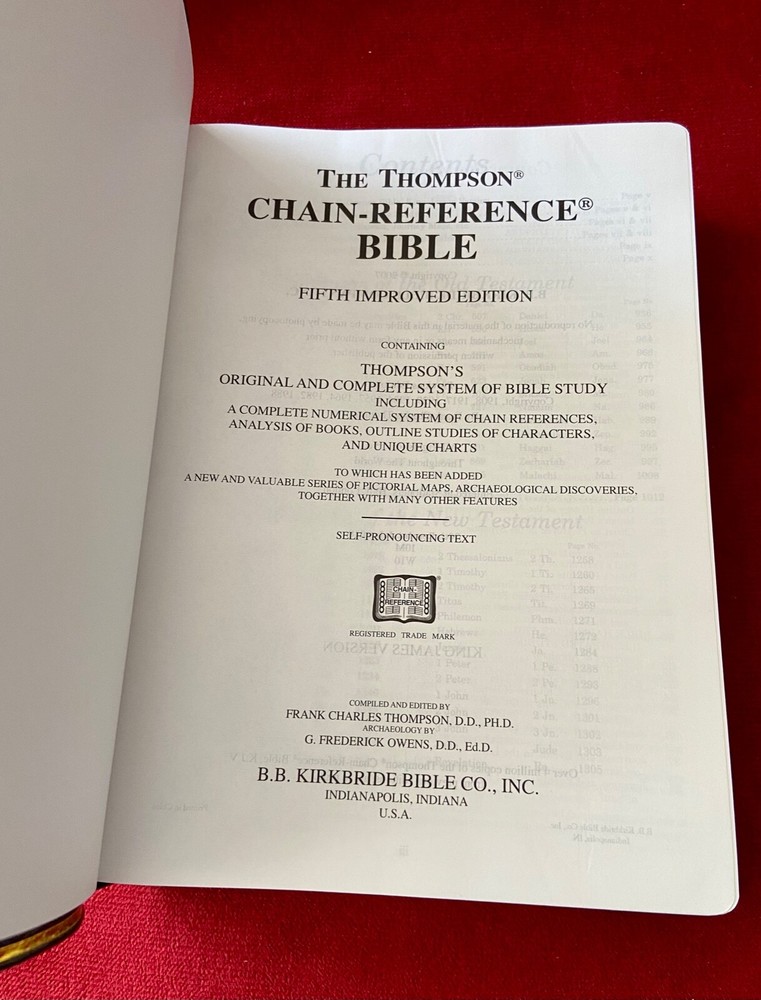 THE THOMPSON®
CHAIN-REFERENCE®
BIBLE
FIFTH IMPROVED EDITION
CONTAINING
THOMPSON'S
ORIGINAL AND COMPLETE SYSTEM OF BIBLE STUDY
INCLUDING
A COMPLETE NUMERICAL SYSTEM OF CHAIN REFERENCES,
ANALYSIS OF BOOKS, OUTLINE STUDIES OF CHARACTERS,
AND UNIQUE CHARTS
TO WHICH HAS BEEN ADDED
A NEW AND VALUABLE SERIES OF PICTORIAL MAPS, ARCHAEOLOGICAL DISCOVERIES,
TOGETHER WITH MANY OTHER FEATURES
SELF-PRONOUNCING TEXT
CHAIN-
REFERENCE
REGISTERED TRADE MARK
COMPILED AND EDITED BY
FRANK CHARLES THOMPSON, D.D., PH.D.
ARCHAEOLOGY BY
G. FREDERICK OWENS, D.D., Ed.D.
B.B. KIRKBRIDE BIBLE CO., INC.
INDIANAPOLIS, INDIANA
U.S.A.